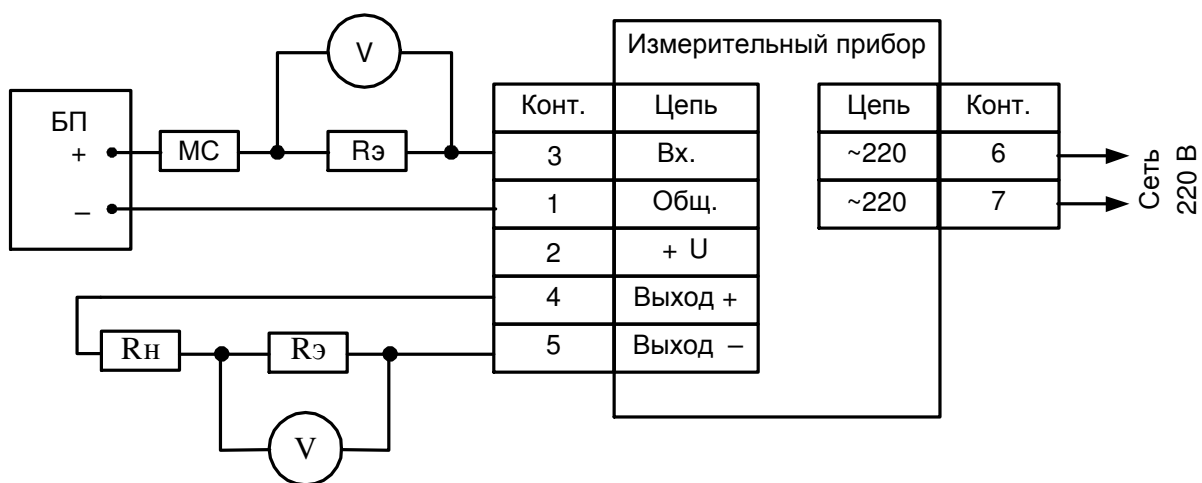 Измерительный прибор
V
БП
+
–
МС
Rэ
Конт. Цепь
3 Вх.
1 Общ.
2 + U
4 Выход +
5 Выход –
Цепь Конт.
~220 6
~220 7
Сеть
220 В
Rн
Rэ
V